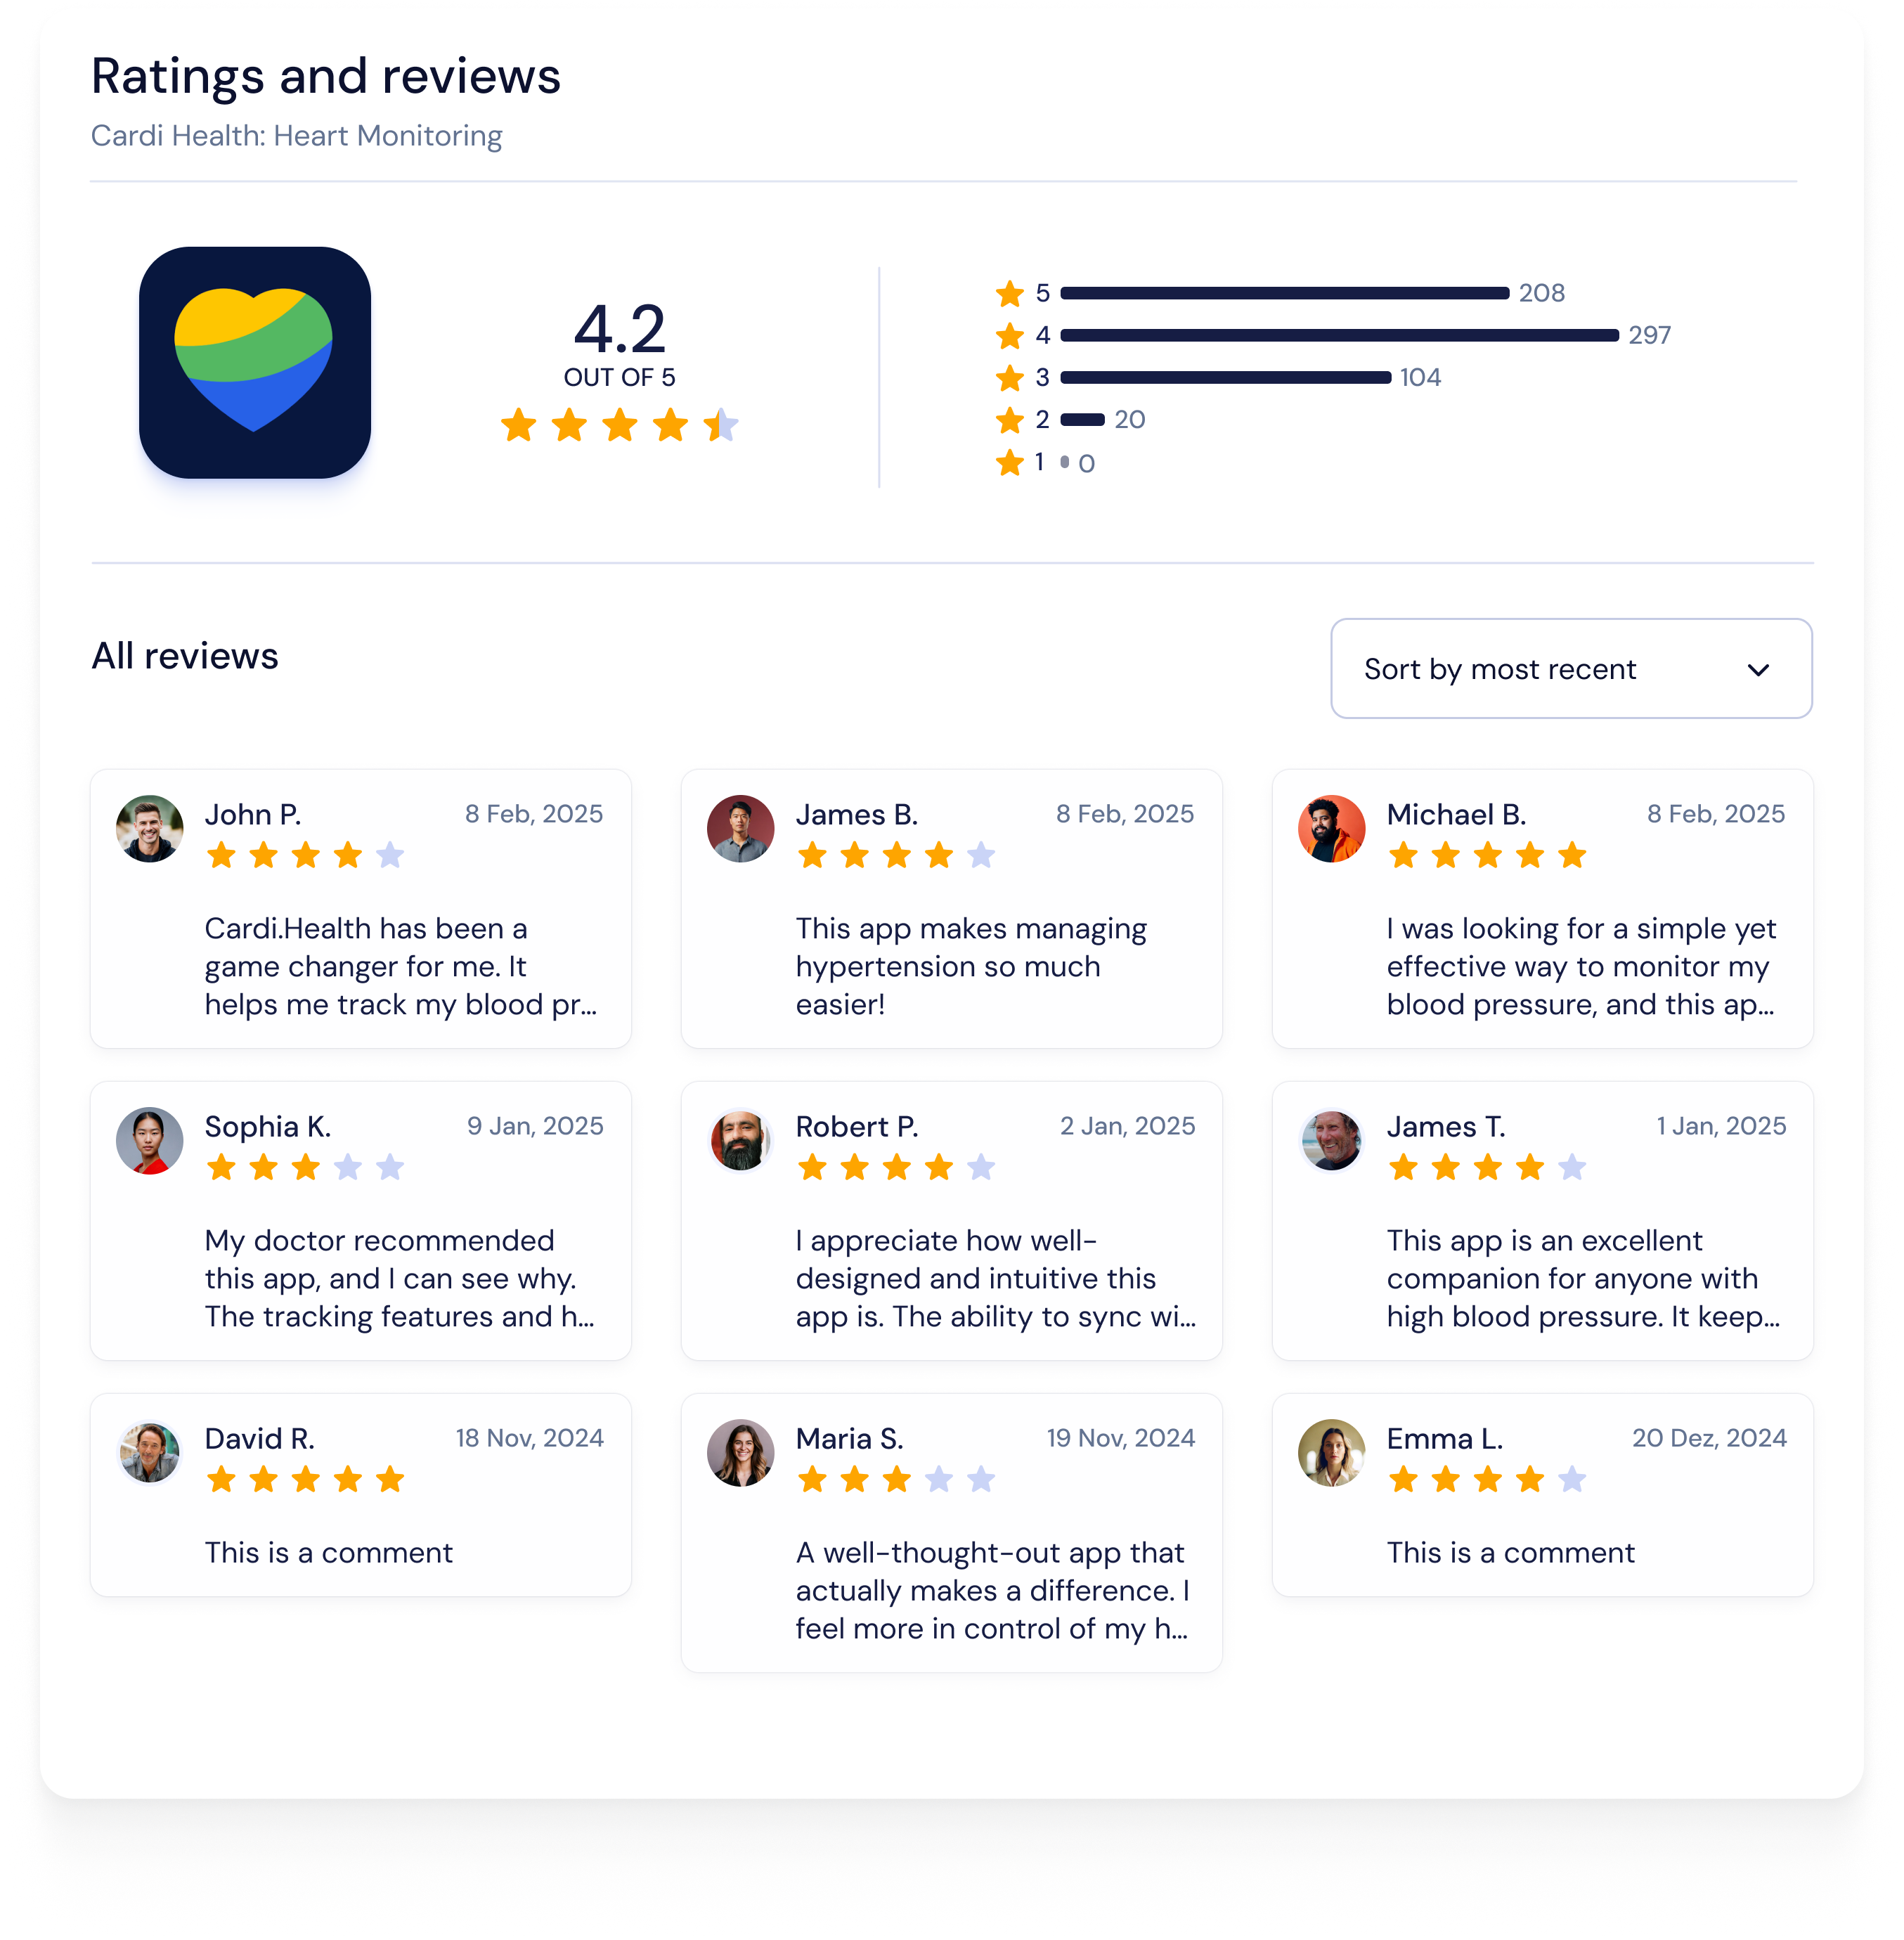 Ratings and reviews
Cardi Health: Heart Monitoring
4.2
OUT OF 5
5 208
4 297
3 104
2 20
1 0
All reviews
Sort by most recent
John P. 8 Feb, 2025
Cardi.Health has been a
game changer for me. It
helps me track my blood pr...
James B. 8 Feb, 2025
This app makes managing
hypertension so much
easier!
Michael B. 8 Feb, 2025
I was looking for a simple yet
effective way to monitor my
blood pressure, and this ap...
Sophia K. 9 Jan, 2025
My doctor recommended
this app, and I can see why.
The tracking features and h...
Robert P. 2 Jan, 2025
I appreciate how well-
designed and intuitive this
app is. The ability to sync wi...
James T. 1 Jan, 2025
This app is an excellent
companion for anyone with
high blood pressure. It keep...
David R. 18 Nov, 2024
This is a comment
Maria S. 19 Nov, 2024
A well-thought-out app that
actually makes a difference. I
feel more in control of my h...
Emma L. 20 Dez, 2024
This is a comment